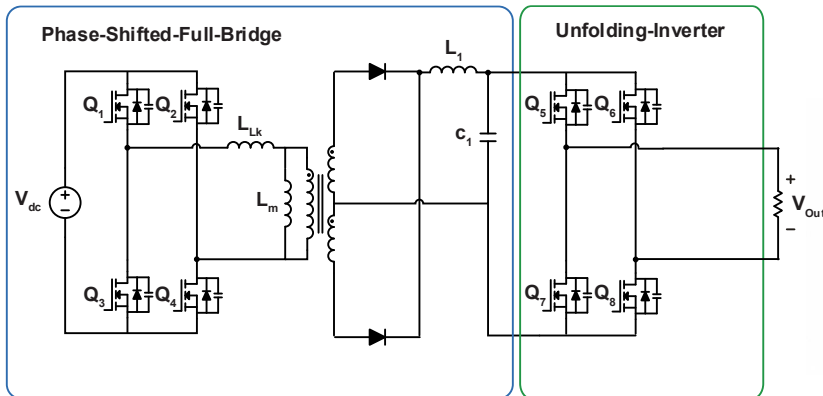 Phase-Shifted-Full-Bridge
Unfolding-Inverter
L1
Q1
Q2
Q5
Q6
LLk
c1
Vdc
Lm
+
−
+
VOut
−
Q3
Q4
Q7
Q8